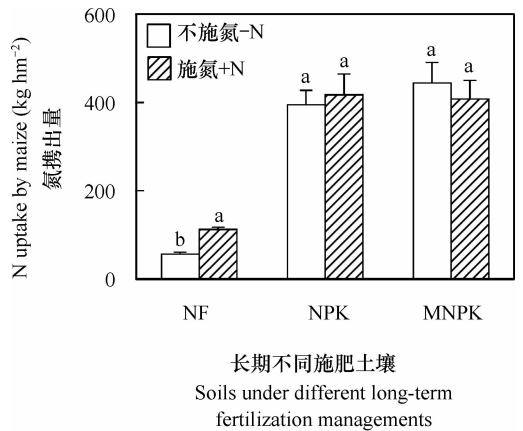 600
400
200
0
N uptake by maize (kg hm−2)
氮携出量
不施氮−N
施氮+N
b
a
a
a
a
a
NF
NPK
MNPK
长期不同施肥土壤
Soils under different long-term
fertilization managements